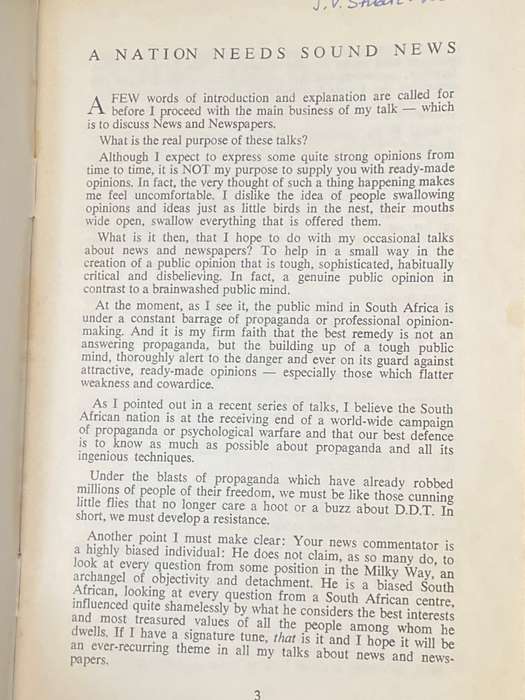 J. V.
A NATION NEEDS SOUND NEWS
A FEW words of introduction and explanation are called for
before I proceed with the main business of my talk — which
is to discuss News and Newspapers.
What is the real purpose of these talks?
Although I expect to express some quite strong opinions from
time to time, it is NOT my purpose to supply you with ready-made
opinions. In fact, the very thought of such a thing happening makes
me feel uncomfortable. I dislike the idea of people swallowing
opinions and ideas just as little birds in the nest, their mouths
wide open, swallow everything that is offered them.
What is it then, that I hope to do with my occasional talks
about news and newspapers? To help in a small way in the
creation of a public opinion that is tough, sophisticated, habitually
critical and disbelieving. In fact, a genuine public opinion in
contrast to a brainwashed public mind.
At the moment, as I see it, the public mind in South Africa is
under a constant barrage of propaganda or professional opinion-
making. And it is my firm faith that the best remedy is not an
answering propaganda, but the building up of a tough public
mind, thoroughly alert to the danger and ever on its guard against
attractive, ready-made opinions — especially those which flatter
weakness and cowardice.
As I pointed out in a recent series of talks, I believe the South
African nation is at the receiving end of a world-wide campaign
of propaganda or psychological warfare and that our best defence
is to know as much as possible about propaganda and all its
ingenious techniques.
Under the blasts of propaganda which have already robbed
millions of people of their freedom, we must be like those cunning
little flies that no longer care a hoot or a buzz about D.D.T. In
short, we must develop a resistance.
Another point I must make clear: Your news commentator is
a highly biased individual: He does not claim, as so many do, to
look at every question from some position in the Milky Way, an
archangel of objectivity and detachment. He is a biased South
African, looking at every question from a South African centre,
influenced quite shamelessly by what he considers the best interests
and most treasured values of all the people among whom he
dwells. If I have a signature tune, that is it and I hope it will be
an ever-recurring theme in all my talks about news and news-
papers.
3